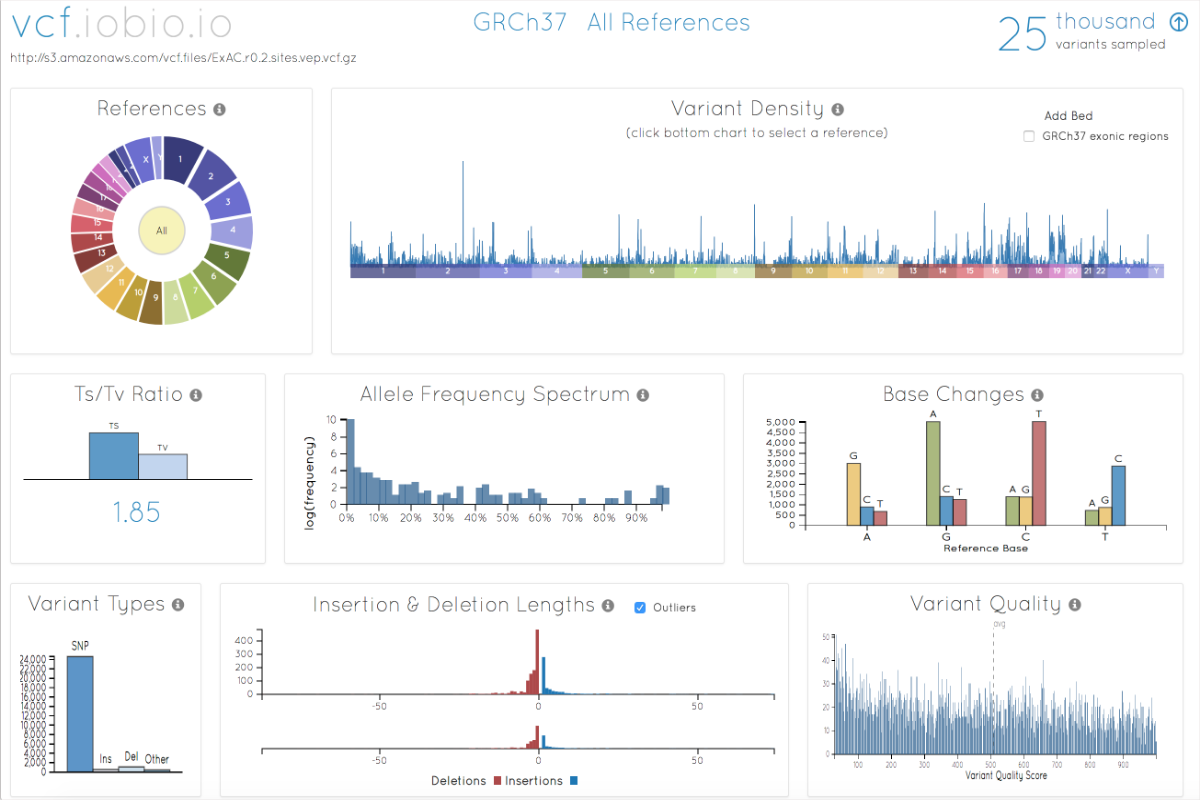 vcf.iobio.io
GRCh37 All References
25 thousand
variants sampled
http://s3.amazonaws.com/vcf.files/ExAC.r0.2.sites.vep.vcf.gz
References
1
2
3
4
5
6
7
8
9
10
11
12
13
14
15
16
17
X
All
Variant Density
(click bottom chart to select a reference)
Add Bed
GRCh37 exonic regions
1 2 3 4 5 6 7 8 9 10 11 12 13 14 15 16 17 18 19 20 21 22 X Y
Ts/Tv Ratio
TS
TV
1.85
Allele Frequency Spectrum
log(frequency)
10
8
6
4
2
0
0% 10% 20% 30% 40% 50% 60% 70% 80% 90%
Base Changes
5,000
4,500
4,000
3,500
3,000
2,500
2,000
1,500
1,000
500
0
G C T
A C T
A G T
A G C
A G C T
Reference Base
Variant Types
24,000
22,000
20,000
18,000
16,000
14,000
12,000
10,000
8,000
6,000
4,000
2,000
0
SNP
Ins Del Other
Insertion & Deletion Lengths
Outliers
400
300
200
100
0
-50 0 50
0
-50 0 50
Deletions Insertions
Variant Quality
avg
50
40
30
20
10
0
100 200 300 400 500 600 700 800 900
Variant Quality Score